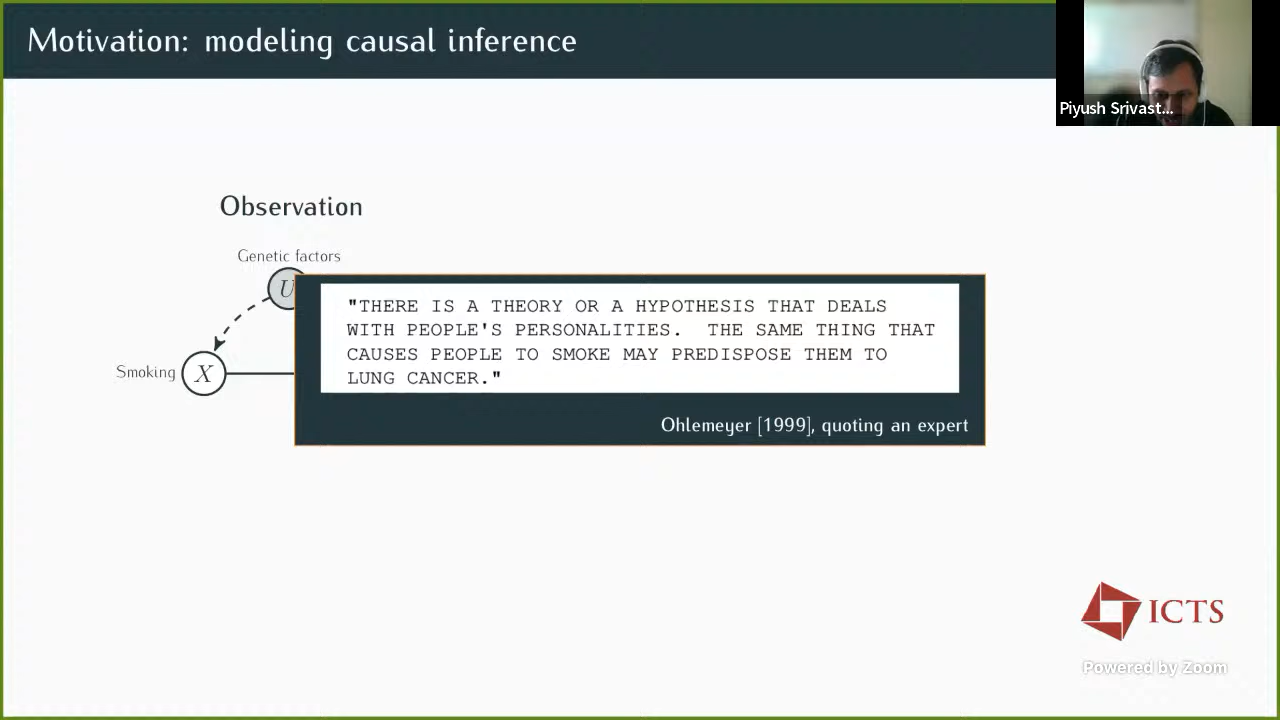 Motivation: modeling causal inference
Piyush Srivast...
Observation
Genetic factors
U
"THERE IS A THEORY OR A HYPOTHESIS THAT DEALS
WITH PEOPLE'S PERSONALITIES. THE SAME THING THAT
CAUSES PEOPLE TO SMOKE MAY PREDISPOSE THEM TO
LUNG CANCER."
Smoking X
Ohlemeyer [1999], quoting an expert
ICTS
Powered by Zoom